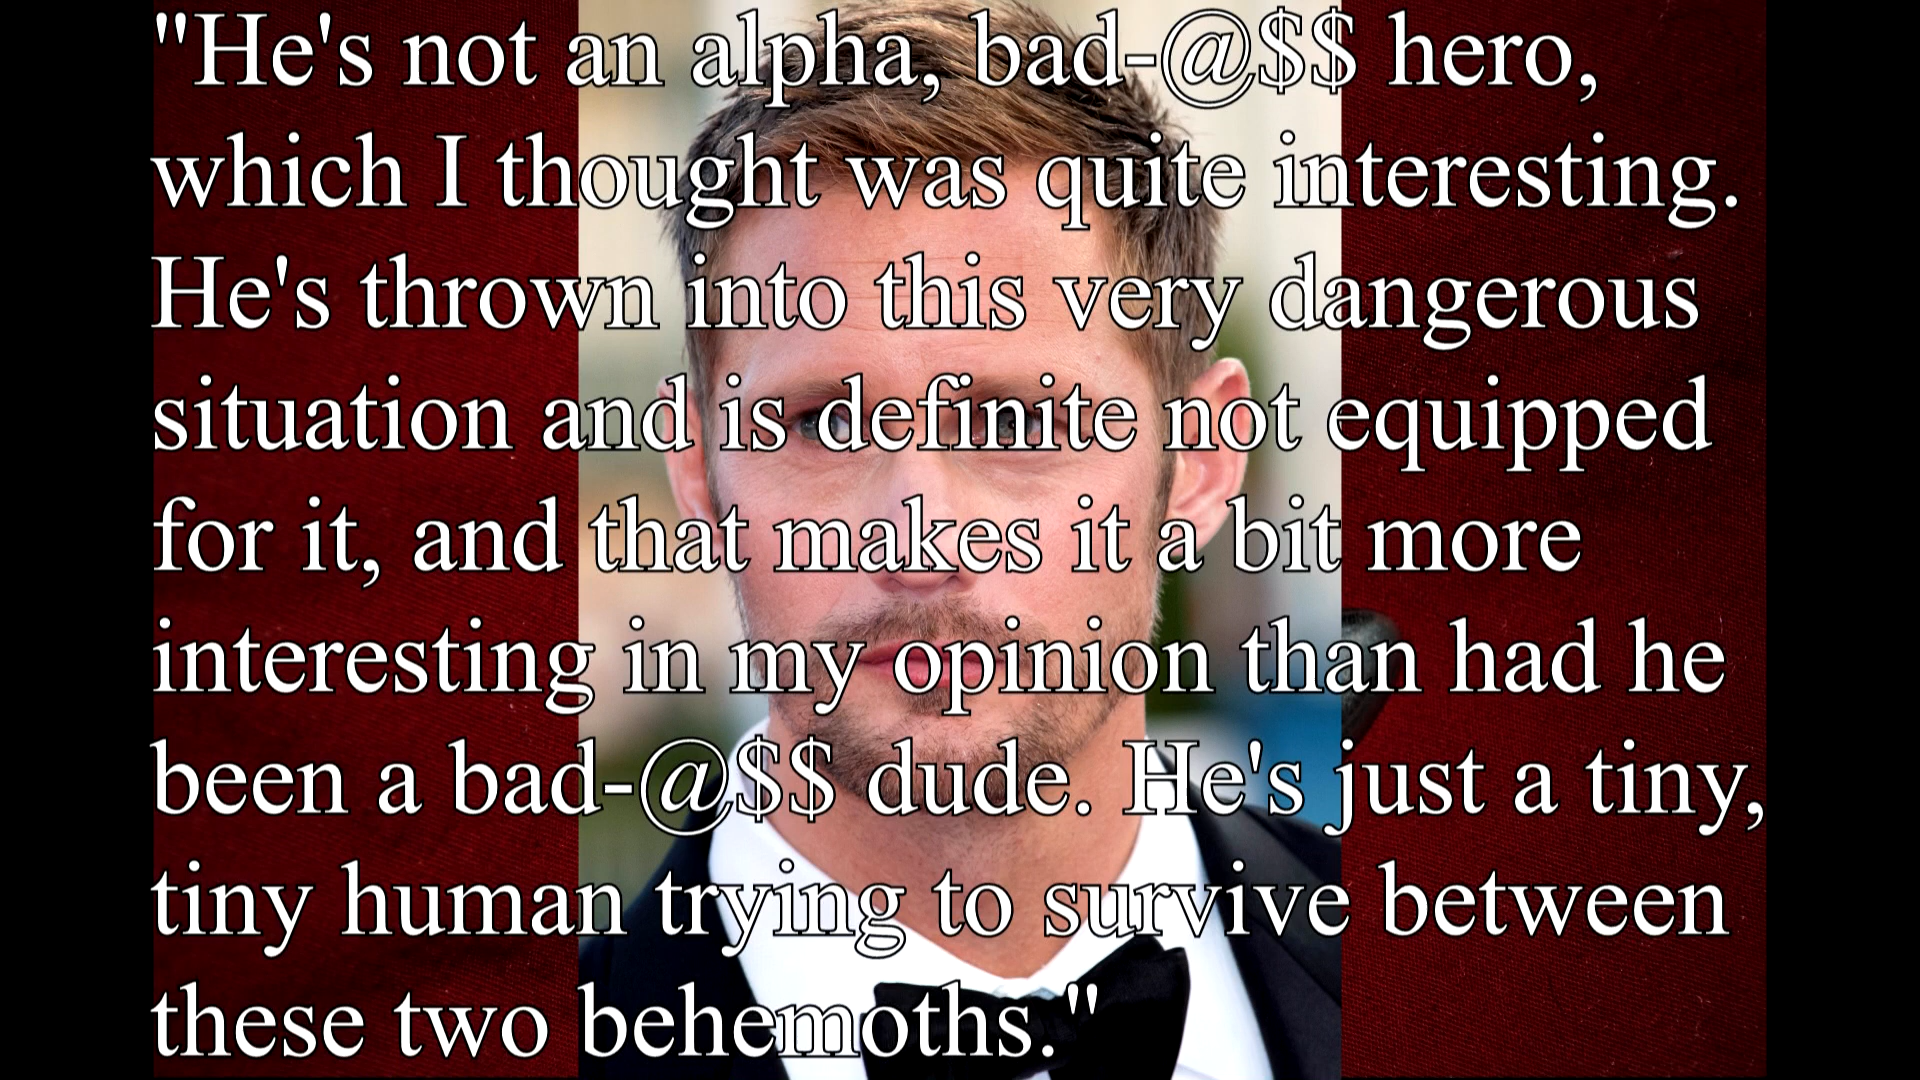 "He's not an alpha, bad-@$$ hero,
which I thought was quite interesting.
He's thrown into this very dangerous
situation and is definite not equipped
for it, and that makes it a bit more
interesting in my opinion than had he
been a bad-@$$ dude. He's just a tiny,
tiny human trying to survive between
these two behemoths."